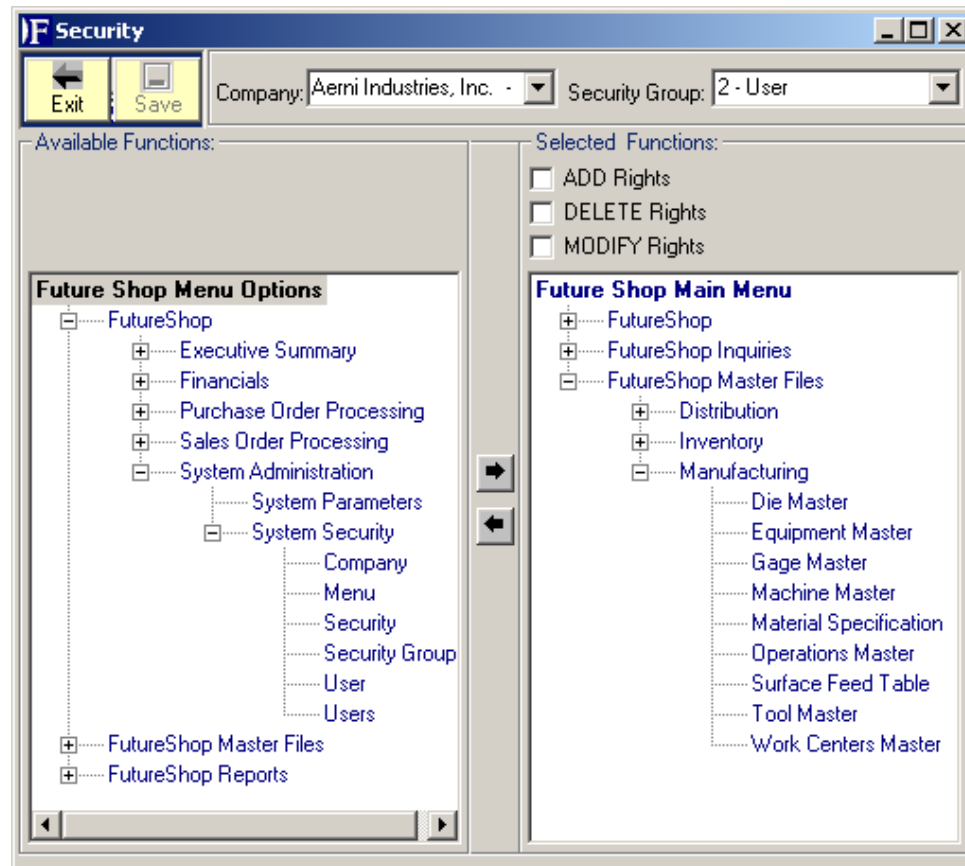 Security
Exit
Save
Company: Aerni Industries, Inc. -
Security Group: 2 - User
Available Functions:
Future Shop Menu Options
FutureShop
Executive Summary
Financials
Purchase Order Processing
Sales Order Processing
System Administration
System Parameters
System Security
Company
Menu
Security
Security Group
User
Users
FutureShop Master Files
FutureShop Reports
Selected Functions:
ADD Rights
DELETE Rights
MODIFY Rights
Future Shop Main Menu
FutureShop
FutureShop Inquiries
FutureShop Master Files
Distribution
Inventory
Manufacturing
Die Master
Equipment Master
Gage Master
Machine Master
Material Specification
Operations Master
Surface Feed Table
Tool Master
Work Centers Master